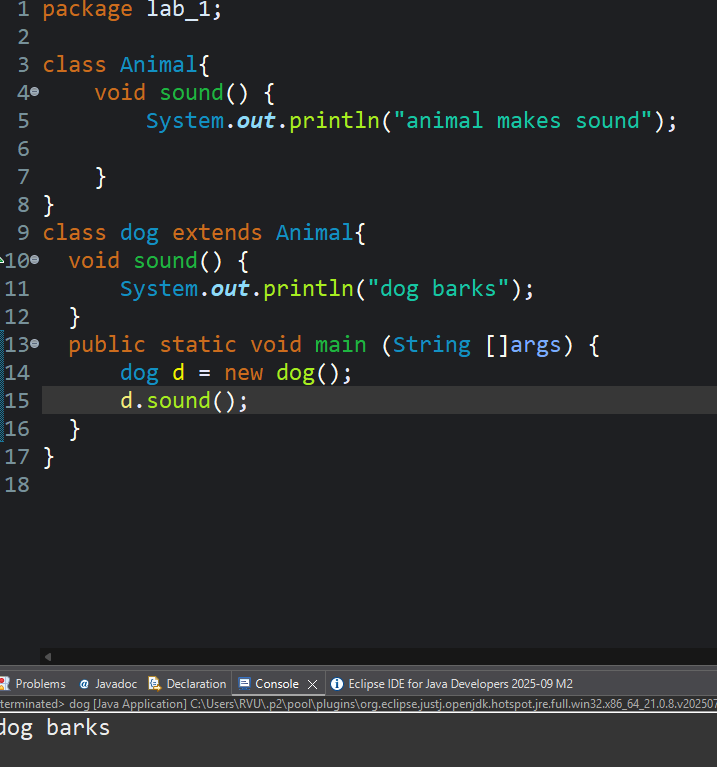 1 package lab_1;
2
3 class Animal{
4 void sound() {
5 System.out.println("animal makes sound");
6
7 }
8 }
9 class dog extends Animal{
10 void sound() {
11 System.out.println("dog barks");
12 }
13 public static void main (String []args) {
14 dog d = new dog();
15 d.sound();
16 }
17 }
18
Problems @ Javadoc Declaration Console Eclipse IDE for Java Developers 2025-09 M2
terminated> dog [Java Application] C:\Users\RVU\.p2\pool\plugins\org.eclipse.justj.openjdk.hotspot.jre.full.win32.x86_64_21.0.8.v202507
dog barks